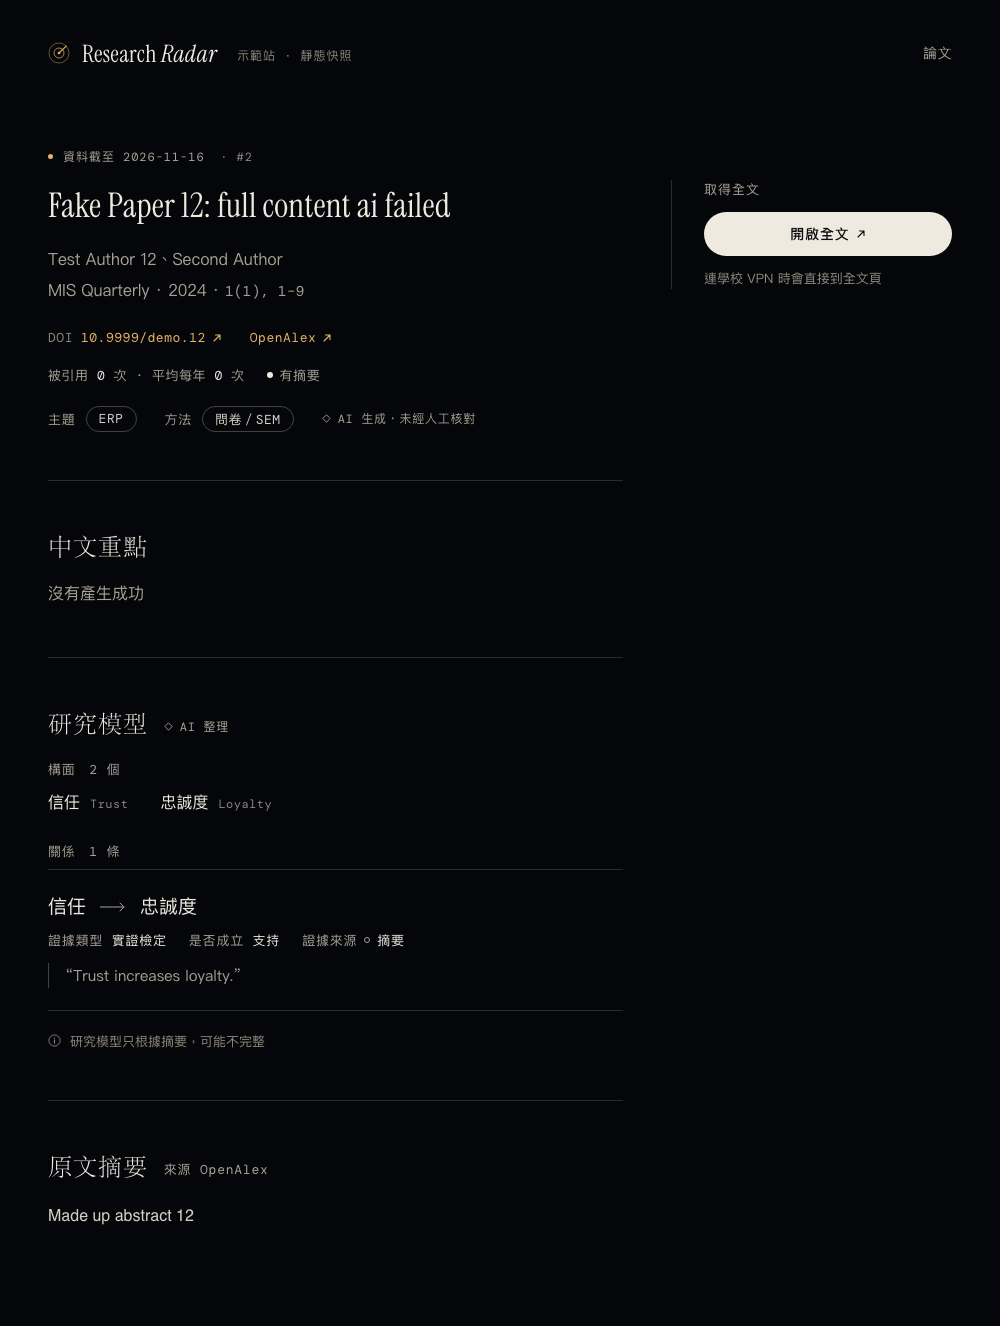 Research Radar 示範站 · 靜態快照 論文
資料截至 2026-11-16 · #2
Fake Paper 12: full content ai failed
Test Author 12、Second Author
MIS Quarterly · 2024 · 1(1), 1-9
DOI 10.9999/demo.12 ↗ OpenAlex ↗
被引用 0 次 · 平均每年 0 次 ● 有摘要
主題 ERP 方法 問卷 / SEM ◇ AI 生成 · 未經人工核對
取得全文
開啟全文 ↗
連學校 VPN 時會直接到全文頁
中文重點
沒有產生成功
研究模型 ◇ AI 整理
構面 2 個
信任 Trust 忠誠度 Loyalty
關係 1 條
信任 → 忠誠度
證據類型 實證檢定 是否成立 支持 證據來源 ○ 摘要
“Trust increases loyalty.”
研究模型只根據摘要，可能不完整
原文摘要 來源 OpenAlex
Made up abstract 12